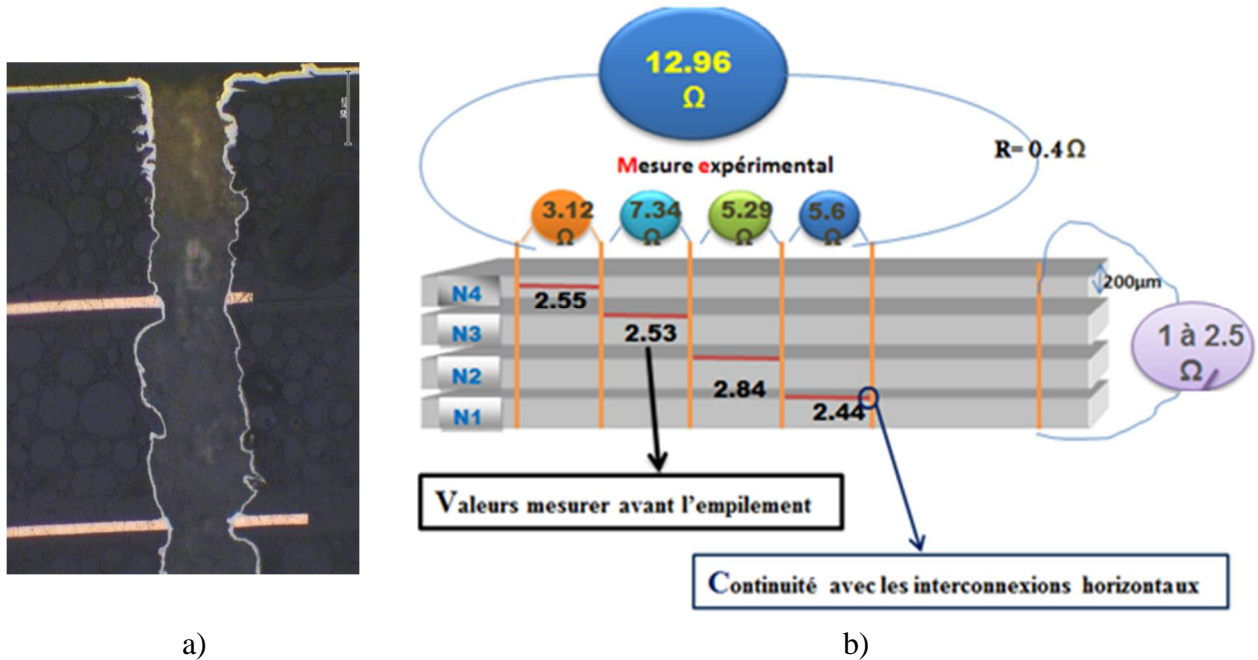 12.96
Ω
Mesure expérimental
R= 0.4 Ω
3.12
Ω
7.34
Ω
5.29
Ω
5.6
Ω
N4
2.55
200µm
N3
2.53
1 à 2.5
Ω
N2
2.84
N1
2.44
Valeurs mesurer avant l’empilement
Continuité avec les interconnexions horizontaux
a)
b)